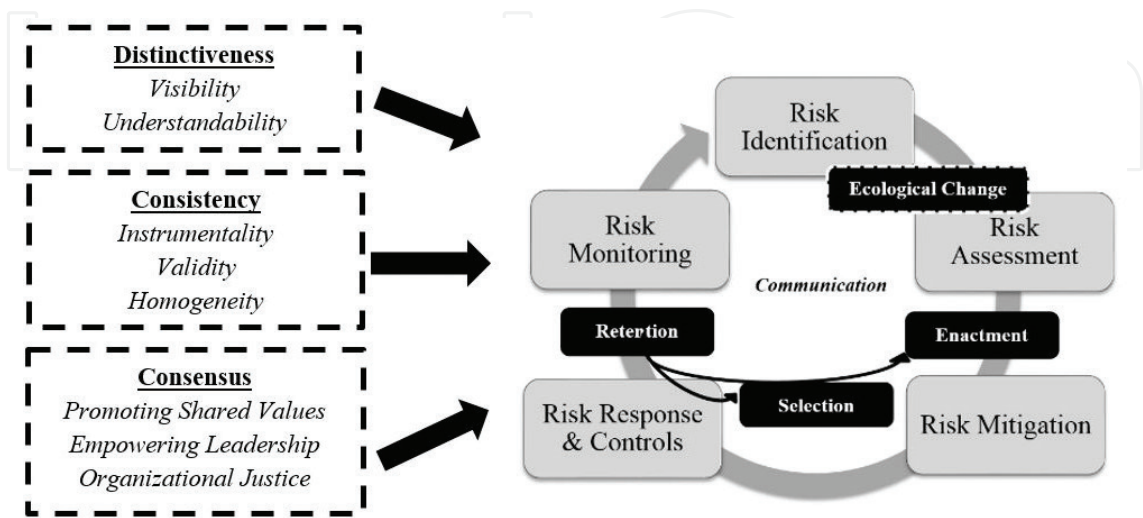 Distinctiveness
Visibility
Understandability
Consistency
Instrumentality
Validity
Homogeneity
Consensus
Promoting Shared Values
Empowering Leadership
Organizational Justice
Risk
Identification
Ecological Change
Risk
Assessment
Risk
Monitoring
Communication
Retention
Enactment
Selection
Risk Response
& Controls
Risk Mitigation